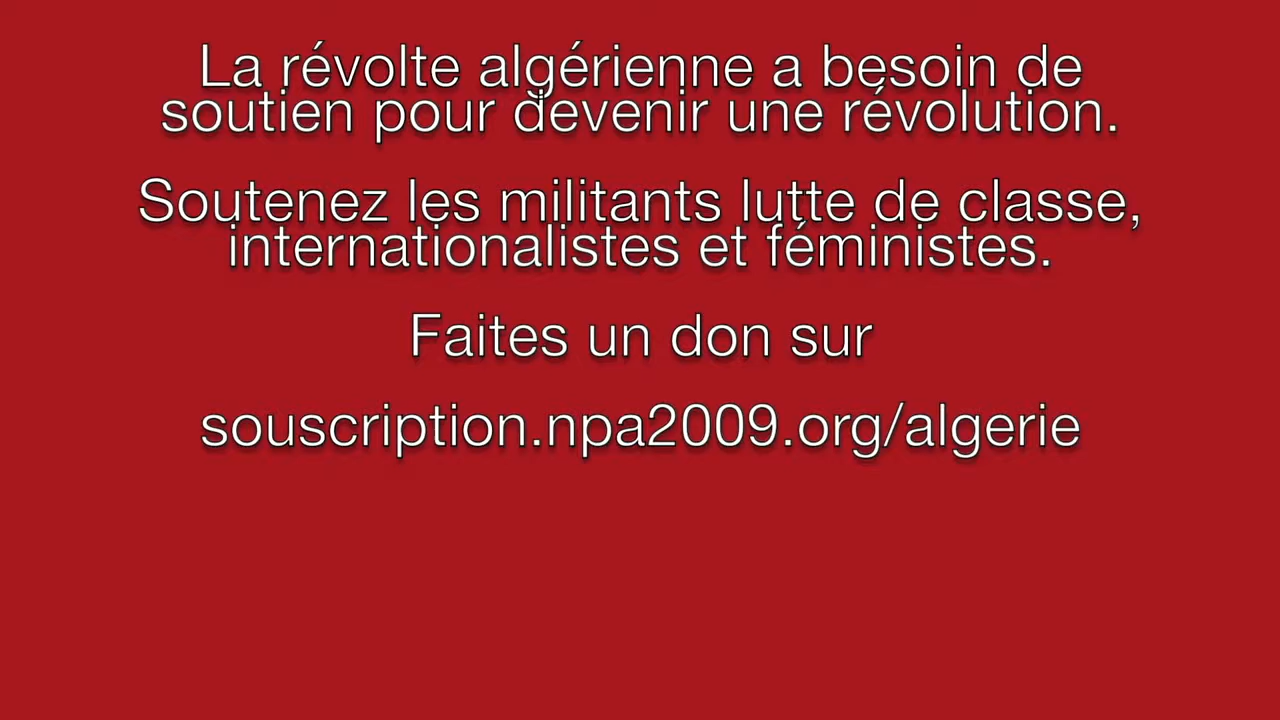 La révolte algérienne a besoin de
soutien pour devenir une révolution.
Soutenez les militants lutte de classe,
internationalistes et féministes.
Faites un don sur
souscription.npa2009.org/algerie